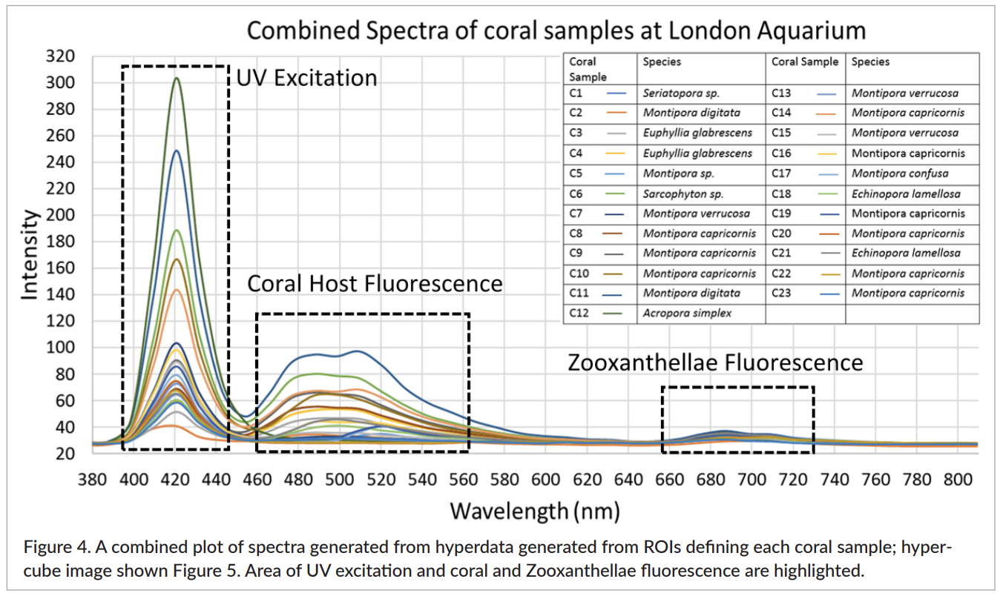 Combined Spectra of coral samples at London Aquarium
320
300
280
260
240
220
200
180
160
140
120
100
80
60
40
20
Intensity
UV Excitation
Coral Host Fluorescence
Zooxanthellae Fluorescence
Coral Sample Species Coral Sample Species
C1 Seriatopora sp. C13 Montipora verrucosa
C2 Montipora digitata C14 Montipora capricornis
C3 Euphyllia glabrescens C15 Montipora verrucosa
C4 Euphyllia glabrescens C16 Montipora capricornis
C5 Montipora sp. C17 Montipora confusa
C6 Sarcophyton sp. C18 Echinopora lamellosa
C7 Montipora verrucosa C19 Montipora capricornis
C8 Montipora capricornis C20 Montipora capricornis
C9 Montipora capricornis C21 Echinopora lamellosa
C10 Montipora capricornis C22 Montipora capricornis
C11 Montipora digitata C23 Montipora capricornis
C12 Acropora simplex
380 400 420 440 460 480 500 520 540 560 580 600 620 640 660 680 700 720 740 760 780 800
Wavelength (nm)
Figure 4. A combined plot of spectra generated from hyperdata generated from ROIs defining each coral sample; hyper-
cube image shown Figure 5. Area of UV excitation and coral and Zooxanthellae fluorescence are highlighted.